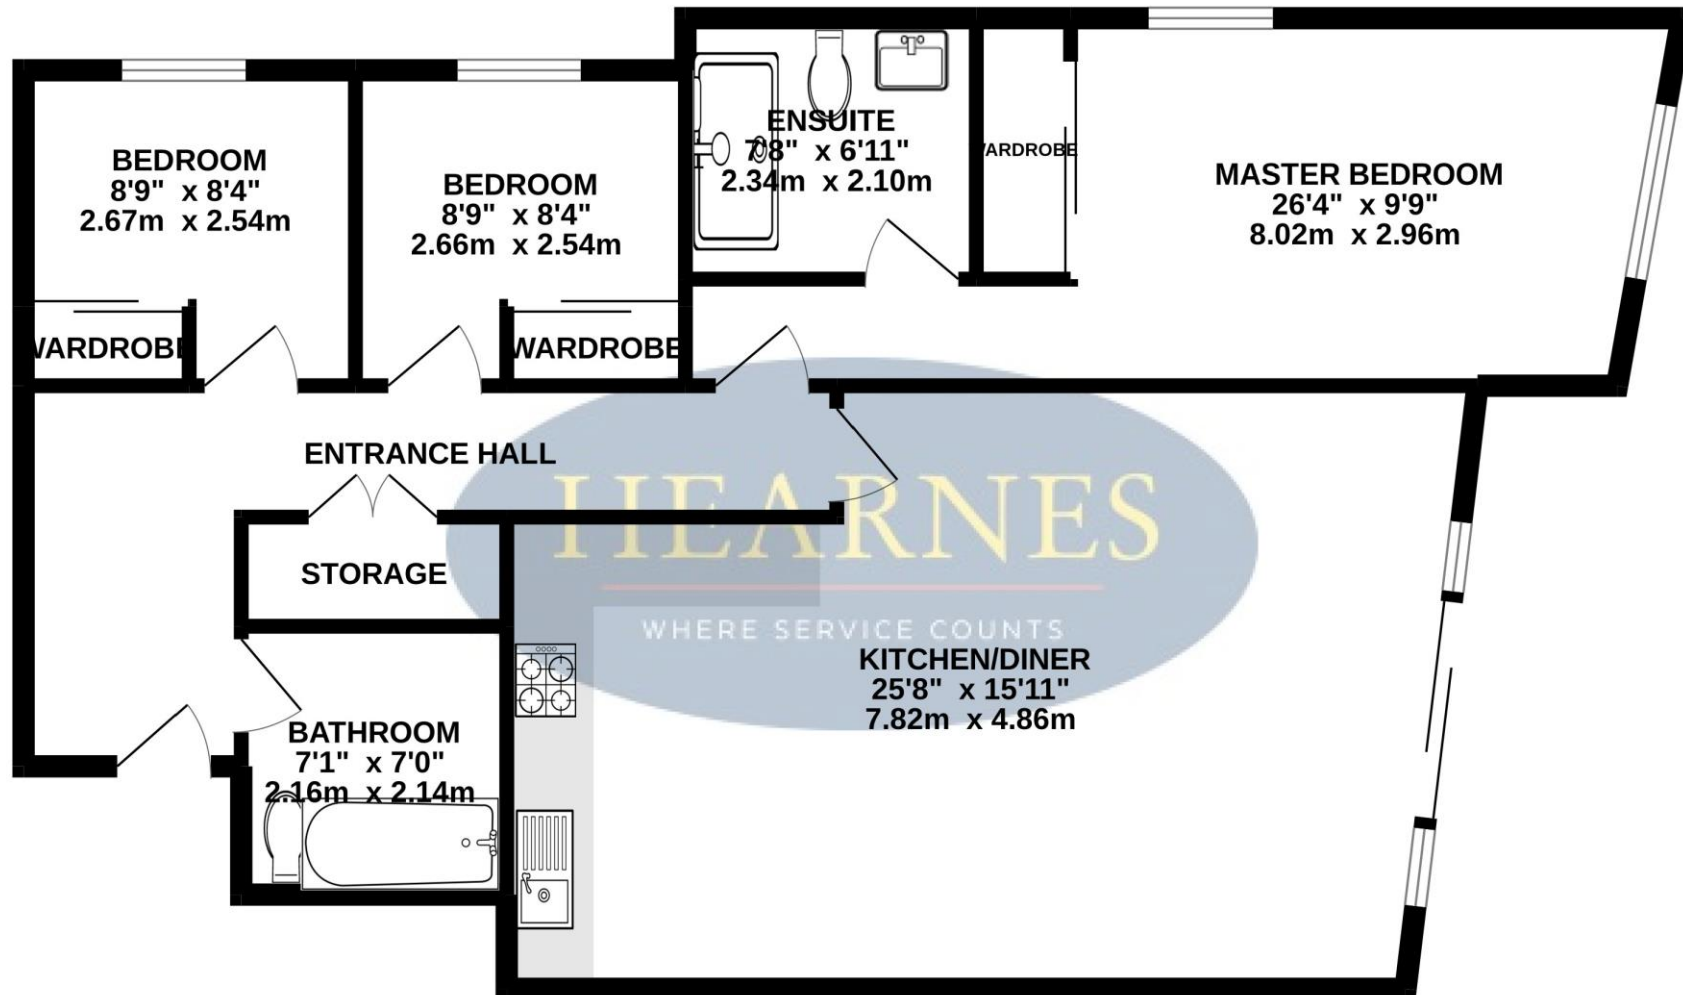 BEDROOM
8'9" x 8'4"
2.67m x 2.54m
WARDROBE
BEDROOM
8'9" x 8'4"
2.66m x 2.54m
WARDROBE
ENSUITE
7'8" x 6'11"
2.34m x 2.10m
WARDROBE
MASTER BEDROOM
26'4" x 9'9"
8.02m x 2.96m
ENTRANCE HALL
STORAGE
HEARNES
WHERE SERVICE COUNTS
KITCHEN/DINER
25'8" x 15'11"
7.82m x 4.86m
BATHROOM
7'1" x 7'0"
2.16m x 2.14m